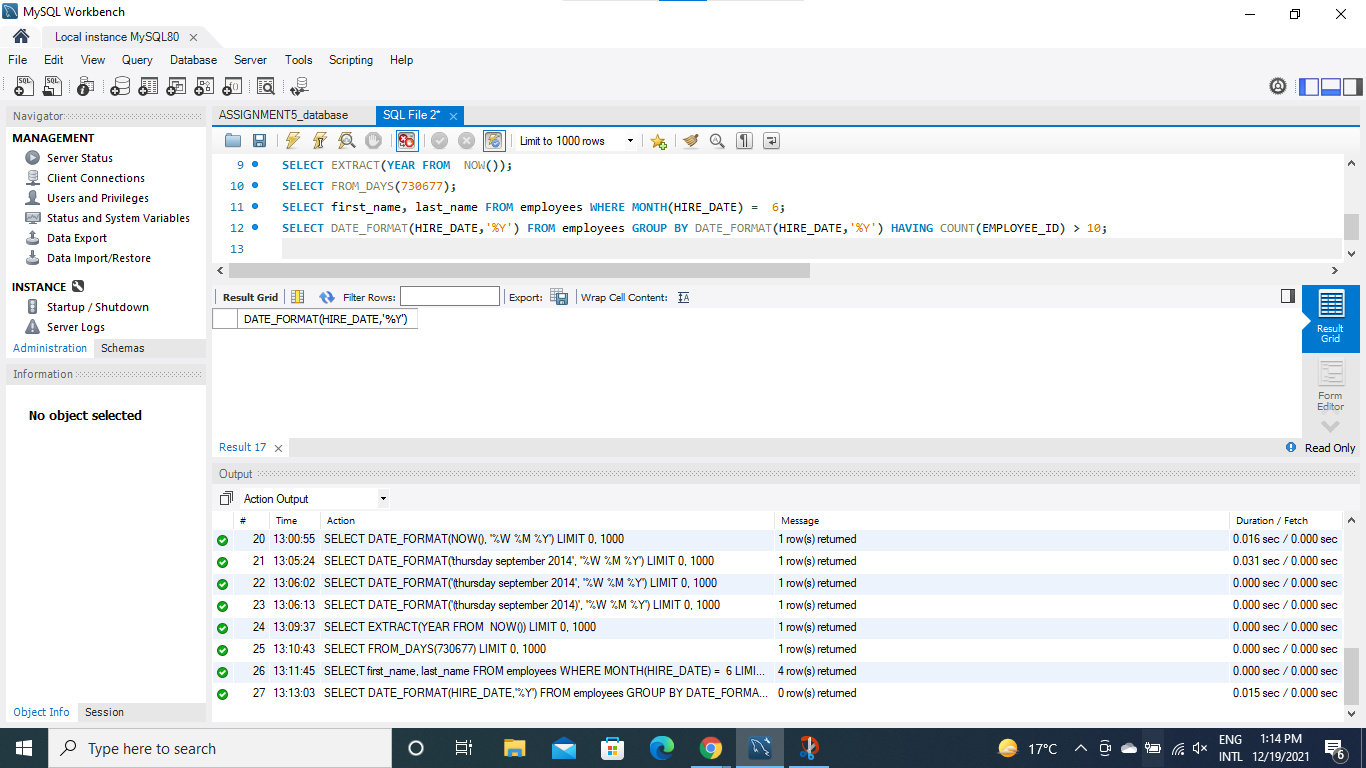 MySQL Workbench
Local instance MySQL80
File Edit View Query Database Server Tools Scripting Help
Navigator
MANAGEMENT
Server Status
Client Connections
Users and Privileges
Status and System Variables
Data Export
Data Import/Restore
INSTANCE
Startup / Shutdown
Server Logs
Administration Schemas
Information
No object selected
Object Info Session
ASSIGNMENT5_database SQL File 2*
Limit to 1000 rows
9 SELECT EXTRACT(YEAR FROM  NOW());
10 SELECT FROM_DAYS(730677);
11 SELECT first_name, last_name FROM employees WHERE MONTH(HIRE_DATE) =  6;
12 SELECT DATE_FORMAT(HIRE_DATE,'%Y') FROM employees GROUP BY DATE_FORMAT(HIRE_DATE,'%Y') HAVING COUNT(EMPLOYEE_ID) > 10;
13
Result Grid Filter Rows: Export: Wrap Cell Content:
DATE_FORMAT(HIRE_DATE,'%Y')
Result Grid
Form Editor
Result 17 Read Only
Output
Action Output
# Time Action Message Duration / Fetch
20 13:00:55 SELECT DATE_FORMAT(NOW(), '%W %M %Y') LIMIT 0, 1000 1 row(s) returned 0.016 sec / 0.000 sec
21 13:05:24 SELECT DATE_FORMAT('thursday september 2014', '%W %M %Y') LIMIT 0, 1000 1 row(s) returned 0.031 sec / 0.000 sec
22 13:06:02 SELECT DATE_FORMAT('(thursday september 2014', '%W %M %Y') LIMIT 0, 1000 1 row(s) returned 0.000 sec / 0.000 sec
23 13:06:13 SELECT DATE_FORMAT('(thursday september 2014)', '%W %M %Y') LIMIT 0, 1000 1 row(s) returned 0.000 sec / 0.000 sec
24 13:09:37 SELECT EXTRACT(YEAR FROM  NOW()) LIMIT 0, 1000 1 row(s) returned 0.000 sec / 0.000 sec
25 13:10:43 SELECT FROM_DAYS(730677) LIMIT 0, 1000 1 row(s) returned 0.000 sec / 0.000 sec
26 13:11:45 SELECT first_name, last_name FROM employees WHERE MONTH(HIRE_DATE) =  6 LIMI... 4 row(s) returned 0.000 sec / 0.000 sec
27 13:13:03 SELECT DATE_FORMAT(HIRE_DATE,'%Y') FROM employees GROUP BY DATE_FORMA... 0 row(s) returned 0.015 sec / 0.000 sec
Type here to search
17°C
ENG
INTL
1:14 PM
12/19/2021
6